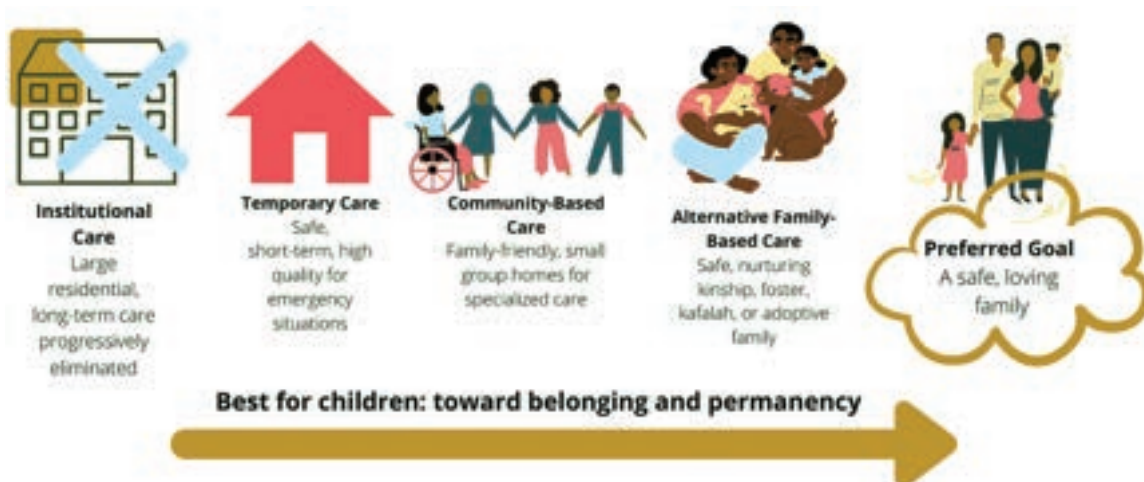 Institutional
Care
Large
residential,
long-term care
progressively
eliminated
Temporary Care
Safe,
short-term, high
quality for
emergency
situations
Community-Based
Care
Family-friendly, small
group homes for
specialized care
Alternative Family-
Based Care
Safe, nurturing
kinship, foster,
kafalah, or adoptive
family
Preferred Goal
A safe, loving
family
Best for children: toward belonging and permanency